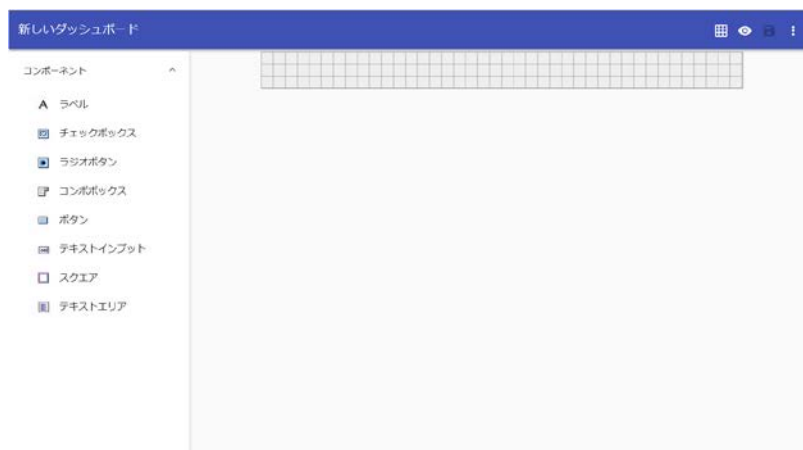 新しいダッシュボード
コンポーネント
ラベル
チェックボックス
ラジオボタン
コンボボックス
ボタン
テキストインプット
スクエア
テキストエリア